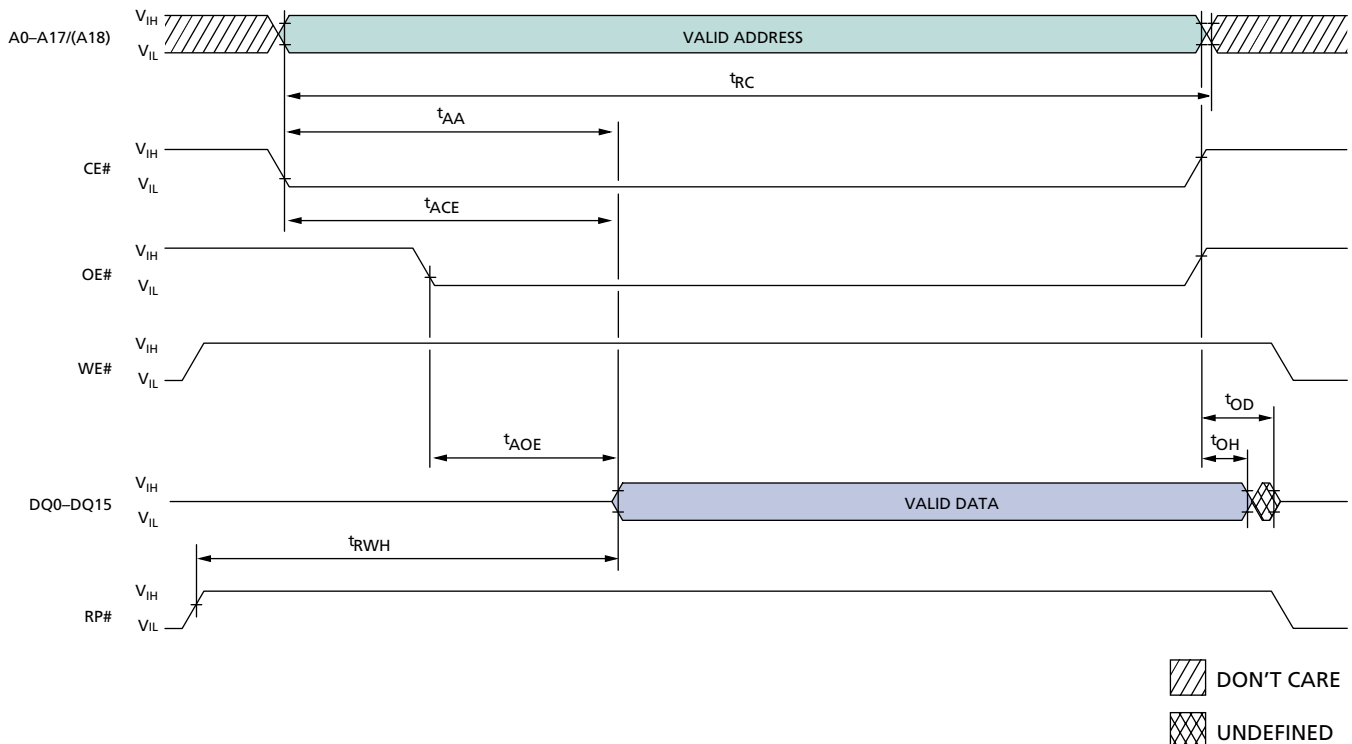 A0–A17/(A18)
VIH
VIL
VALID ADDRESS
tRC
tAA
CE#
VIH
VIL
tACE
OE#
VIH
VIL
WE#
VIH
VIL
tOD
tAOE
tOH
DQ0–DQ15
VIH
VIL
VALID DATA
tRWH
RP#
VIH
VIL
DON'T CARE
UNDEFINED